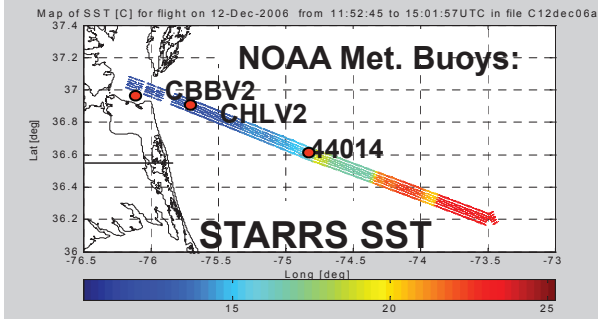 Map of SST [C] for flight on 12-Dec-2006 from 11:52:45 to 15:01:57UTC in file C12dec06a
37.4
37.2
37
36.8
36.6
36.4
36.2
36
Lat [deg]
NOAA Met. Buoys:
CBBV2
CHLV2
44014
STARRS SST
-76.5 -76 -75.5 -75 -74.5 -74 -73.5 -73
Long [deg]
15 20 25